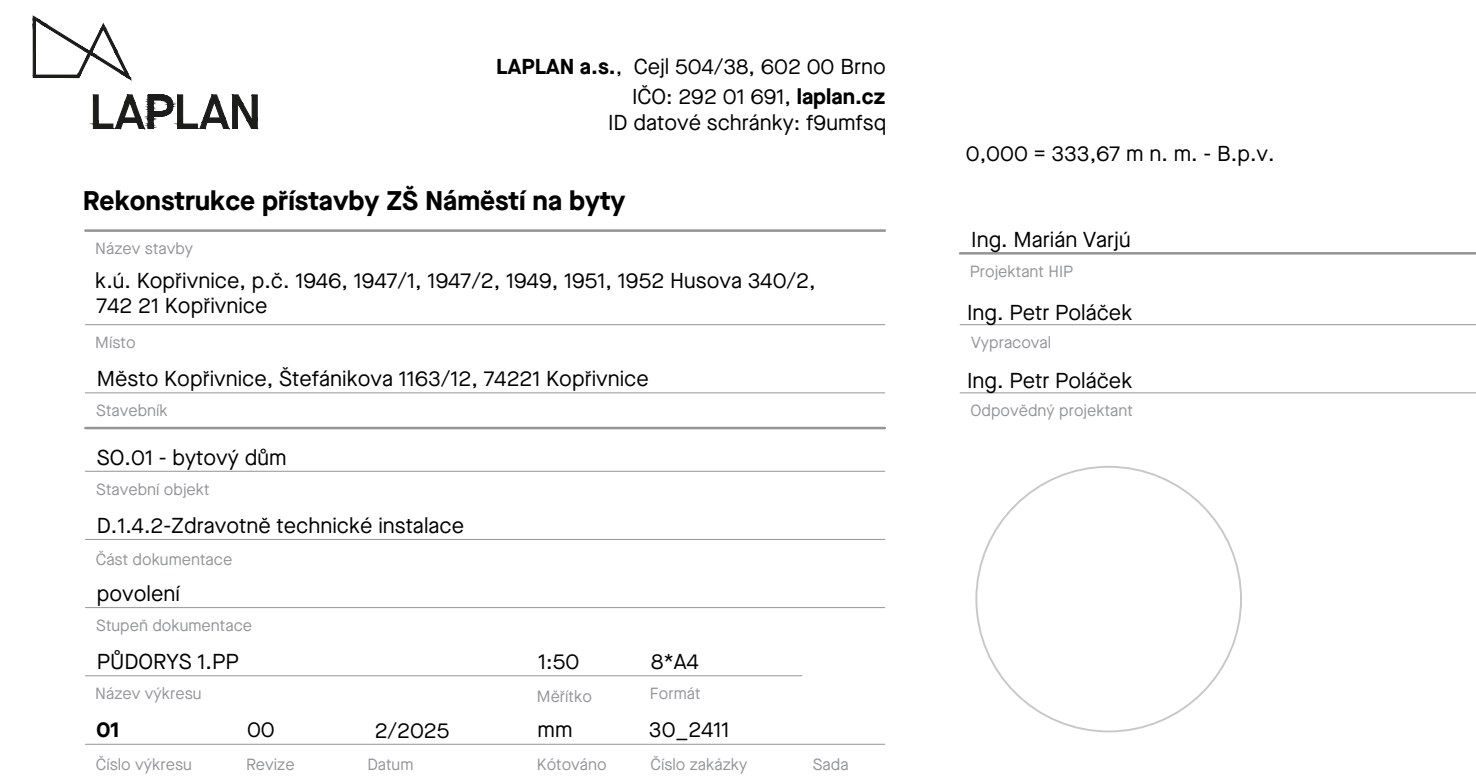 LAPLAN
LAPLAN a.s., Cejl 504/38, 602 00 Brno
IČO: 292 01 691, laplan.cz
ID datové schránky: f9umfsq
0,000 = 333,67 m n. m. - B.p.v.
Rekonstrukce přístavby ZŠ Náměstí na byty
Název stavby
k.ú. Kopřivnice, p.č. 1946, 1947/1, 1947/2, 1949, 1951, 1952 Husova 340/2,
742 21 Kopřivnice
Místo
Město Kopřivnice, Štefánikova 1163/12, 74221 Kopřivnice
Stavebník
Ing. Marián Varjú
Projektant HIP
Ing. Petr Poláček
Vypracoval
Ing. Petr Poláček
Odpovědný projektant
SO.01 - bytový dům
Stavební objekt
D.1.4.2-Zdravotně technické instalace
Část dokumentace
povolení
Stupeň dokumentace
PŮDORYS 1.PP 1:50 8*A4
Název výkresu Měřítko Formát
01 00 2/2025 mm 30_2411
Číslo výkresu Revize Datum Kótováno Číslo zakázky Sada